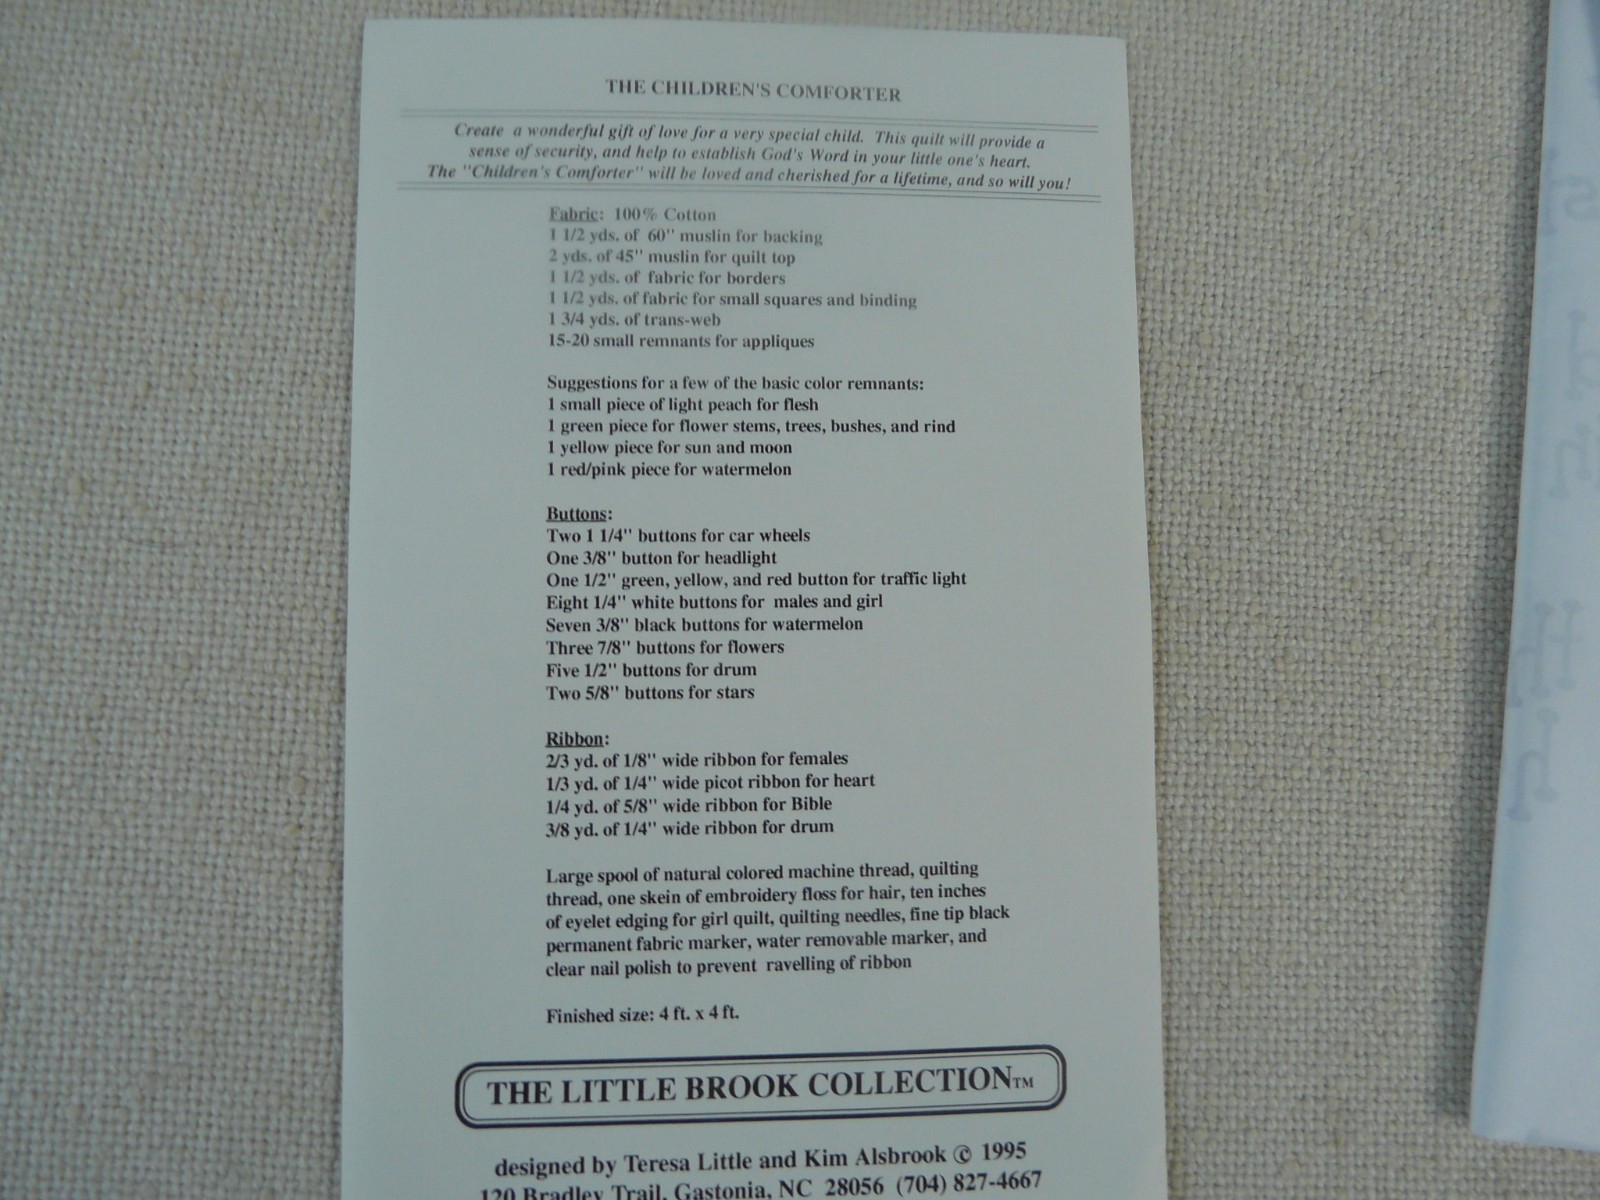 THE CHILDREN'S COMFORTER
Create a wonderful gift of love for a very special child. This quilt will provide a
sense of security, and help to establish God's Word in your little one's heart.
The "Children's Comforter" will be loved and cherished for a lifetime, and so will you!
Fabric: 100% Cotton
1 1/2 yds. of 60" muslin for backing
2 yds. of 45" muslin for quilt top
1 1/2 yds. of fabric for borders
1 1/2 yds. of fabric for small squares and binding
1 3/4 yds. of trans-web
15-20 small remnants for appliques
Suggestions for a few of the basic color remnants:
1 small piece of light peach for flesh
1 green piece for flower stems, trees, bushes, and rind
1 yellow piece for sun and moon
1 red/pink piece for watermelon
Buttons:
Two 1 1/4" buttons for car wheels
One 3/8" button for headlight
One 1/2" green, yellow, and red button for traffic light
Eight 1/4" white buttons for males and girl
Seven 3/8" black buttons for watermelon
Three 7/8" buttons for flowers
Five 1/2" buttons for drum
Two 5/8" buttons for stars
Ribbon:
2/3 yd. of 1/8" wide ribbon for females
1/3 yd. of 1/4" wide picot ribbon for heart
1/4 yd. of 5/8" wide ribbon for Bible
3/8 yd. of 1/4" wide ribbon for drum
Large spool of natural colored machine thread, quilting
thread, one skein of embroidery floss for hair, ten inches
of eyelet edging for girl quilt, quilting needles, fine tip black
permanent fabric marker, water removable marker, and
clear nail polish to prevent ravelling of ribbon
Finished size: 4 ft. x 4 ft.
THE LITTLE BROOK COLLECTION™
designed by Teresa Little and Kim Alsbrook © 1995
120 Bradley Trail, Gastonia, NC 28056 (704) 827-4667